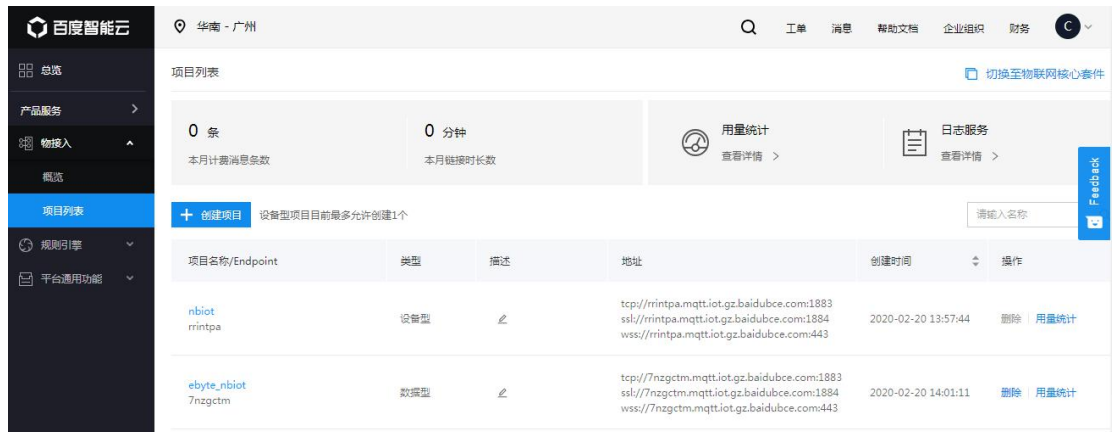 百度智能云
华南 - 广州
工单 消息 帮助文档 企业组织 财务 C
总览
产品服务
物接入
概览
项目列表
规则引擎
平台通用功能
项目列表
切换至物联网核心套件
0 条
本月计费消息条数
0 分钟
本月链接时长数
用量统计
查看详情 >
日志服务
查看详情 >
Feedback
+ 创建项目 设备型项目目前最多允许创建1个
请输入名称
项目名称/Endpoint 类型 描述 地址 创建时间 操作
nbiot
rrintpa
设备型
tcp://rrintpa.mqtt.iot.gz.baidubce.com:1883
ssl://rrintpa.mqtt.iot.gz.baidubce.com:1884
wss://rrintpa.mqtt.iot.gz.baidubce.com:443
2020-02-20 13:57:44
删除 用量统计
ebyte_nbiot
7nzgctm
数据型
tcp://7nzgctm.mqtt.iot.gz.baidubce.com:1883
ssl://7nzgctm.mqtt.iot.gz.baidubce.com:1884
wss://7nzgctm.mqtt.iot.gz.baidubce.com:443
2020-02-20 14:01:11
删除 用量统计